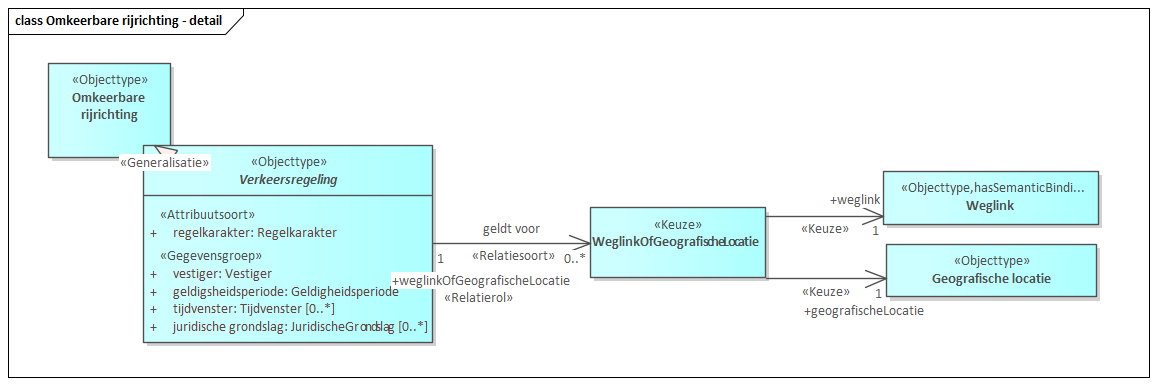 class Omkeerbare rijrichting - detail
«Objecttype»
Omkeerbare
rijrichting
«Generalisatie»
«Objecttype»
Verkeersregeling
«Attribuutsoort»
+ regelkarakter: Regelkarakter
«Gegevensgroep»
+ vestiger: Vestiger
+ geldigsheidsperiode: Geldigheidsperiode
+ tijdvenster: Tijdvenster [0..*]
+ juridische grondslag: JuridischeGrondslag [0..*]
geldt voor
1 «Relatiesoort» 0..*
+weglinkOfGeografischeLocatie
«Relatierol»
«Keuze»
WeglinkOfGeografischeLocatie
+weglink
«Keuze» 1
«Objecttype,hasSemanticBindi...
Weglink
«Keuze» 1
+geografischeLocatie
«Objecttype»
Geografische locatie